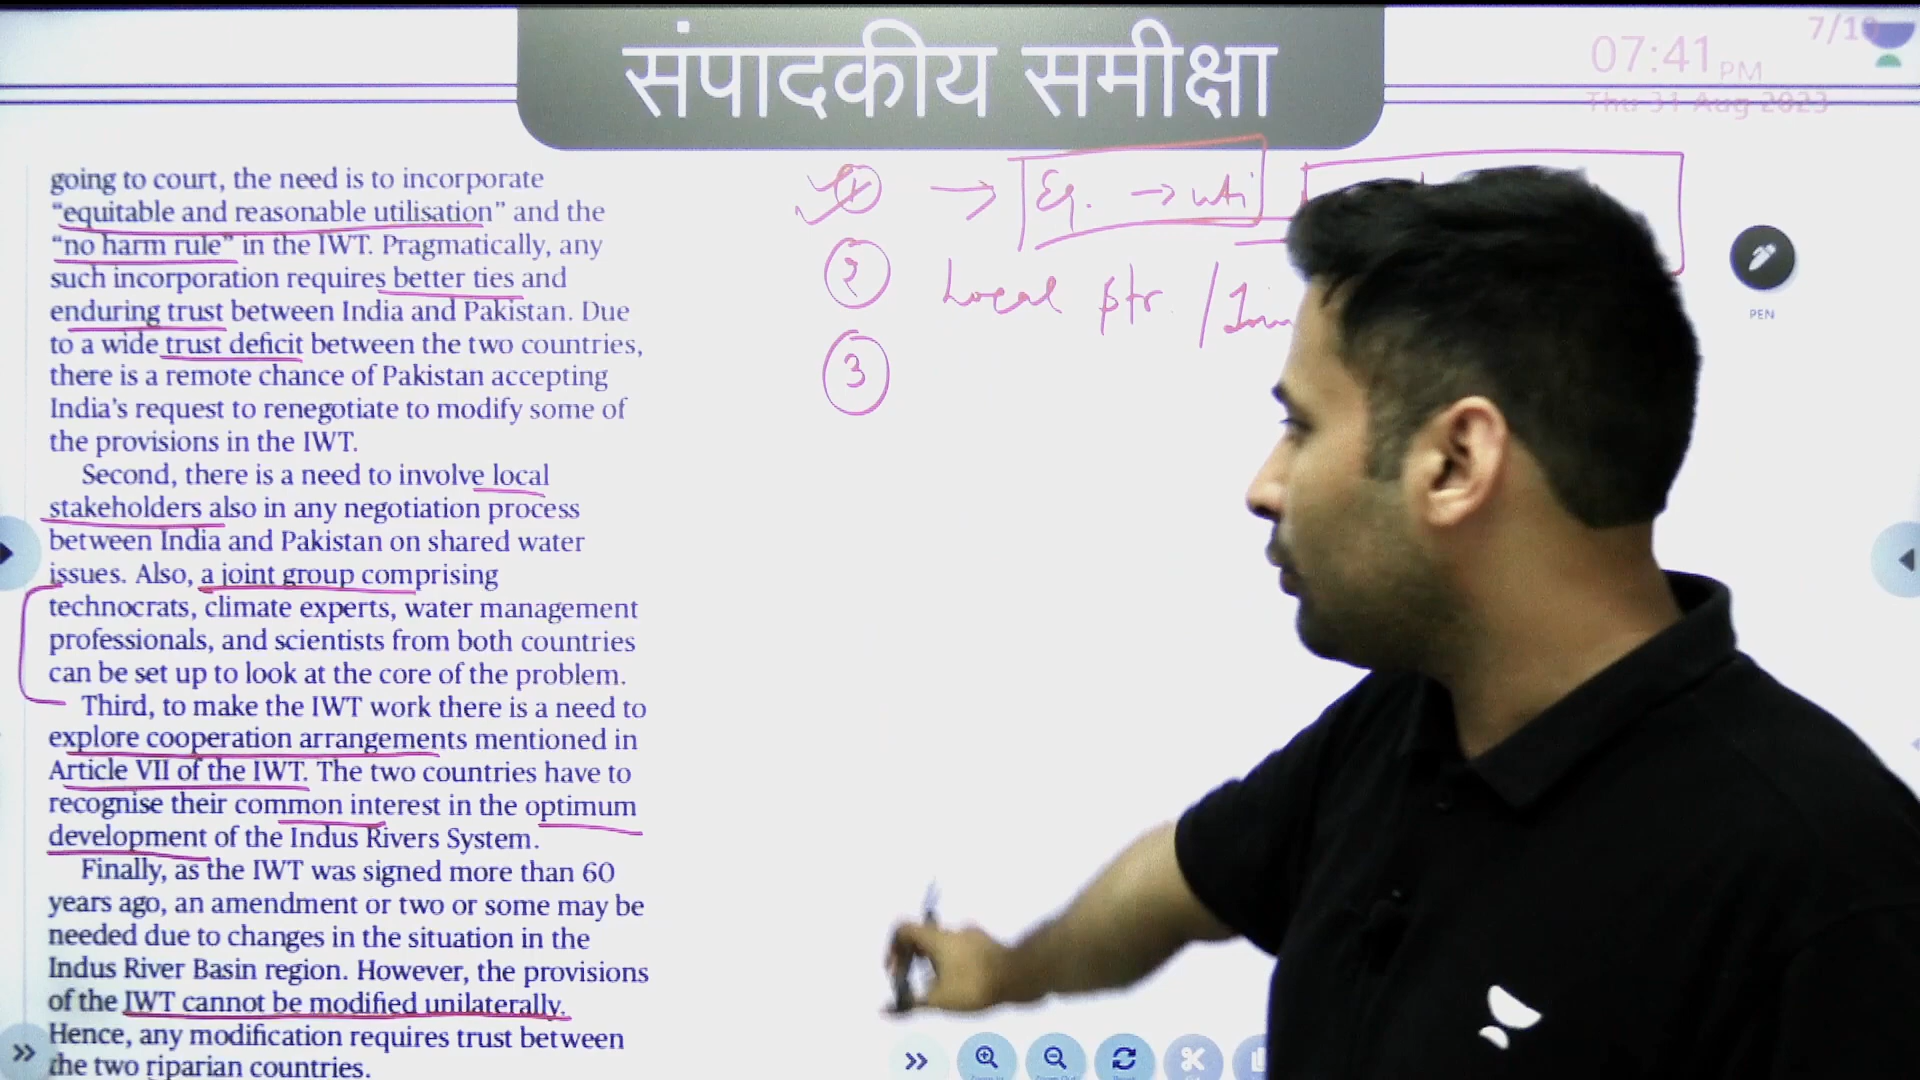 संपादकीय समीक्षा
7/10
07:41 PM
Thu 31 Aug 2023
going to court, the need is to incorporate
“equitable and reasonable utilisation” and the
“no harm rule” in the IWT. Pragmatically, any
such incorporation requires better ties and
enduring trust between India and Pakistan. Due
to a wide trust deficit between the two countries,
there is a remote chance of Pakistan accepting
India’s request to renegotiate to modify some of
the provisions in the IWT.
Second, there is a need to involve local
stakeholders also in any negotiation process
between India and Pakistan on shared water
issues. Also, a joint group comprising
technocrats, climate experts, water management
professionals, and scientists from both countries
can be set up to look at the core of the problem.
Third, to make the IWT work there is a need to
explore cooperation arrangements mentioned in
Article VII of the IWT. The two countries have to
recognise their common interest in the optimum
development of the Indus Rivers System.
Finally, as the IWT was signed more than 60
years ago, an amendment or two or some may be
needed due to changes in the situation in the
Indus River Basin region. However, the provisions
of the IWT cannot be modified unilaterally.
Hence, any modification requires trust between
the two riparian countries.
Eq. → uti
2 Local ptr. /
3
PEN